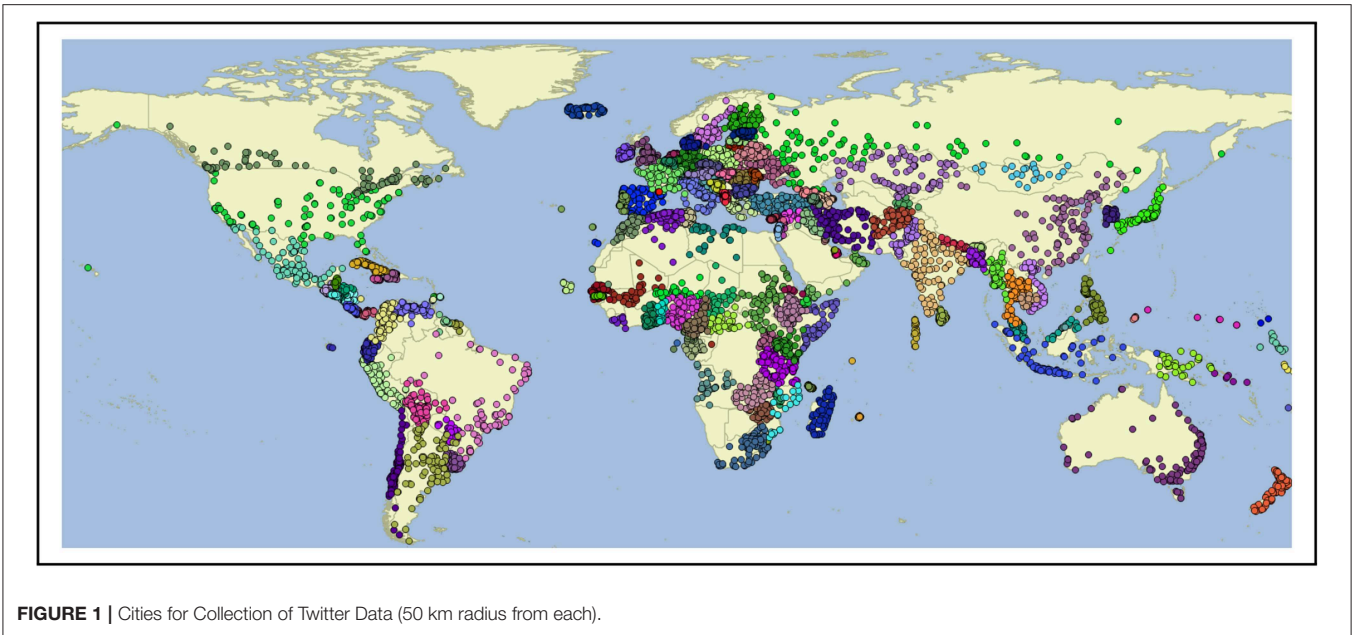 FIGURE 1 | Cities for Collection of Twitter Data (50 km radius from each).